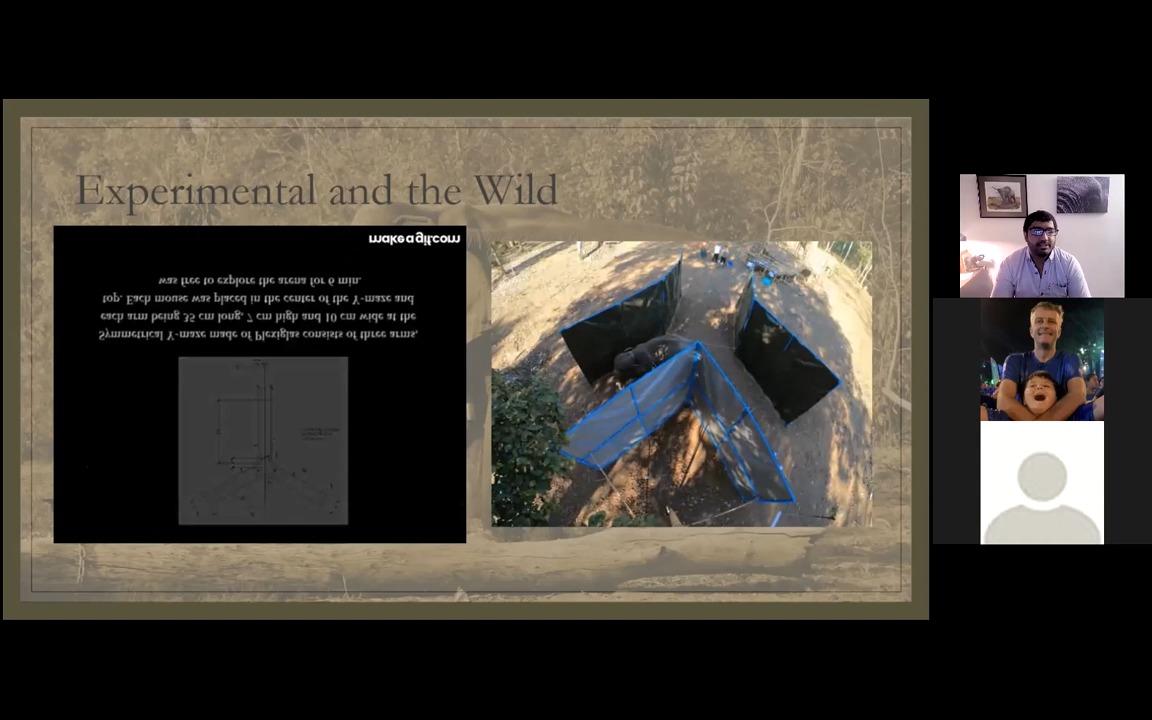 Experimental and the Wild
makeagif.com
Symmetrical Y-maze made of Plexiglas consists of three arms,
each arm being 35 cm long, 7 cm high and 10 cm wide at the
top. Each mouse was placed in the center of the Y-maze and
was free to explore the arena for 6 min.